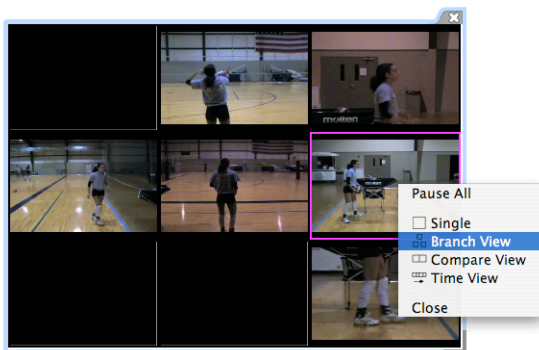 molten
Pause All
Single
Branch View
Compare View
Time View
Close